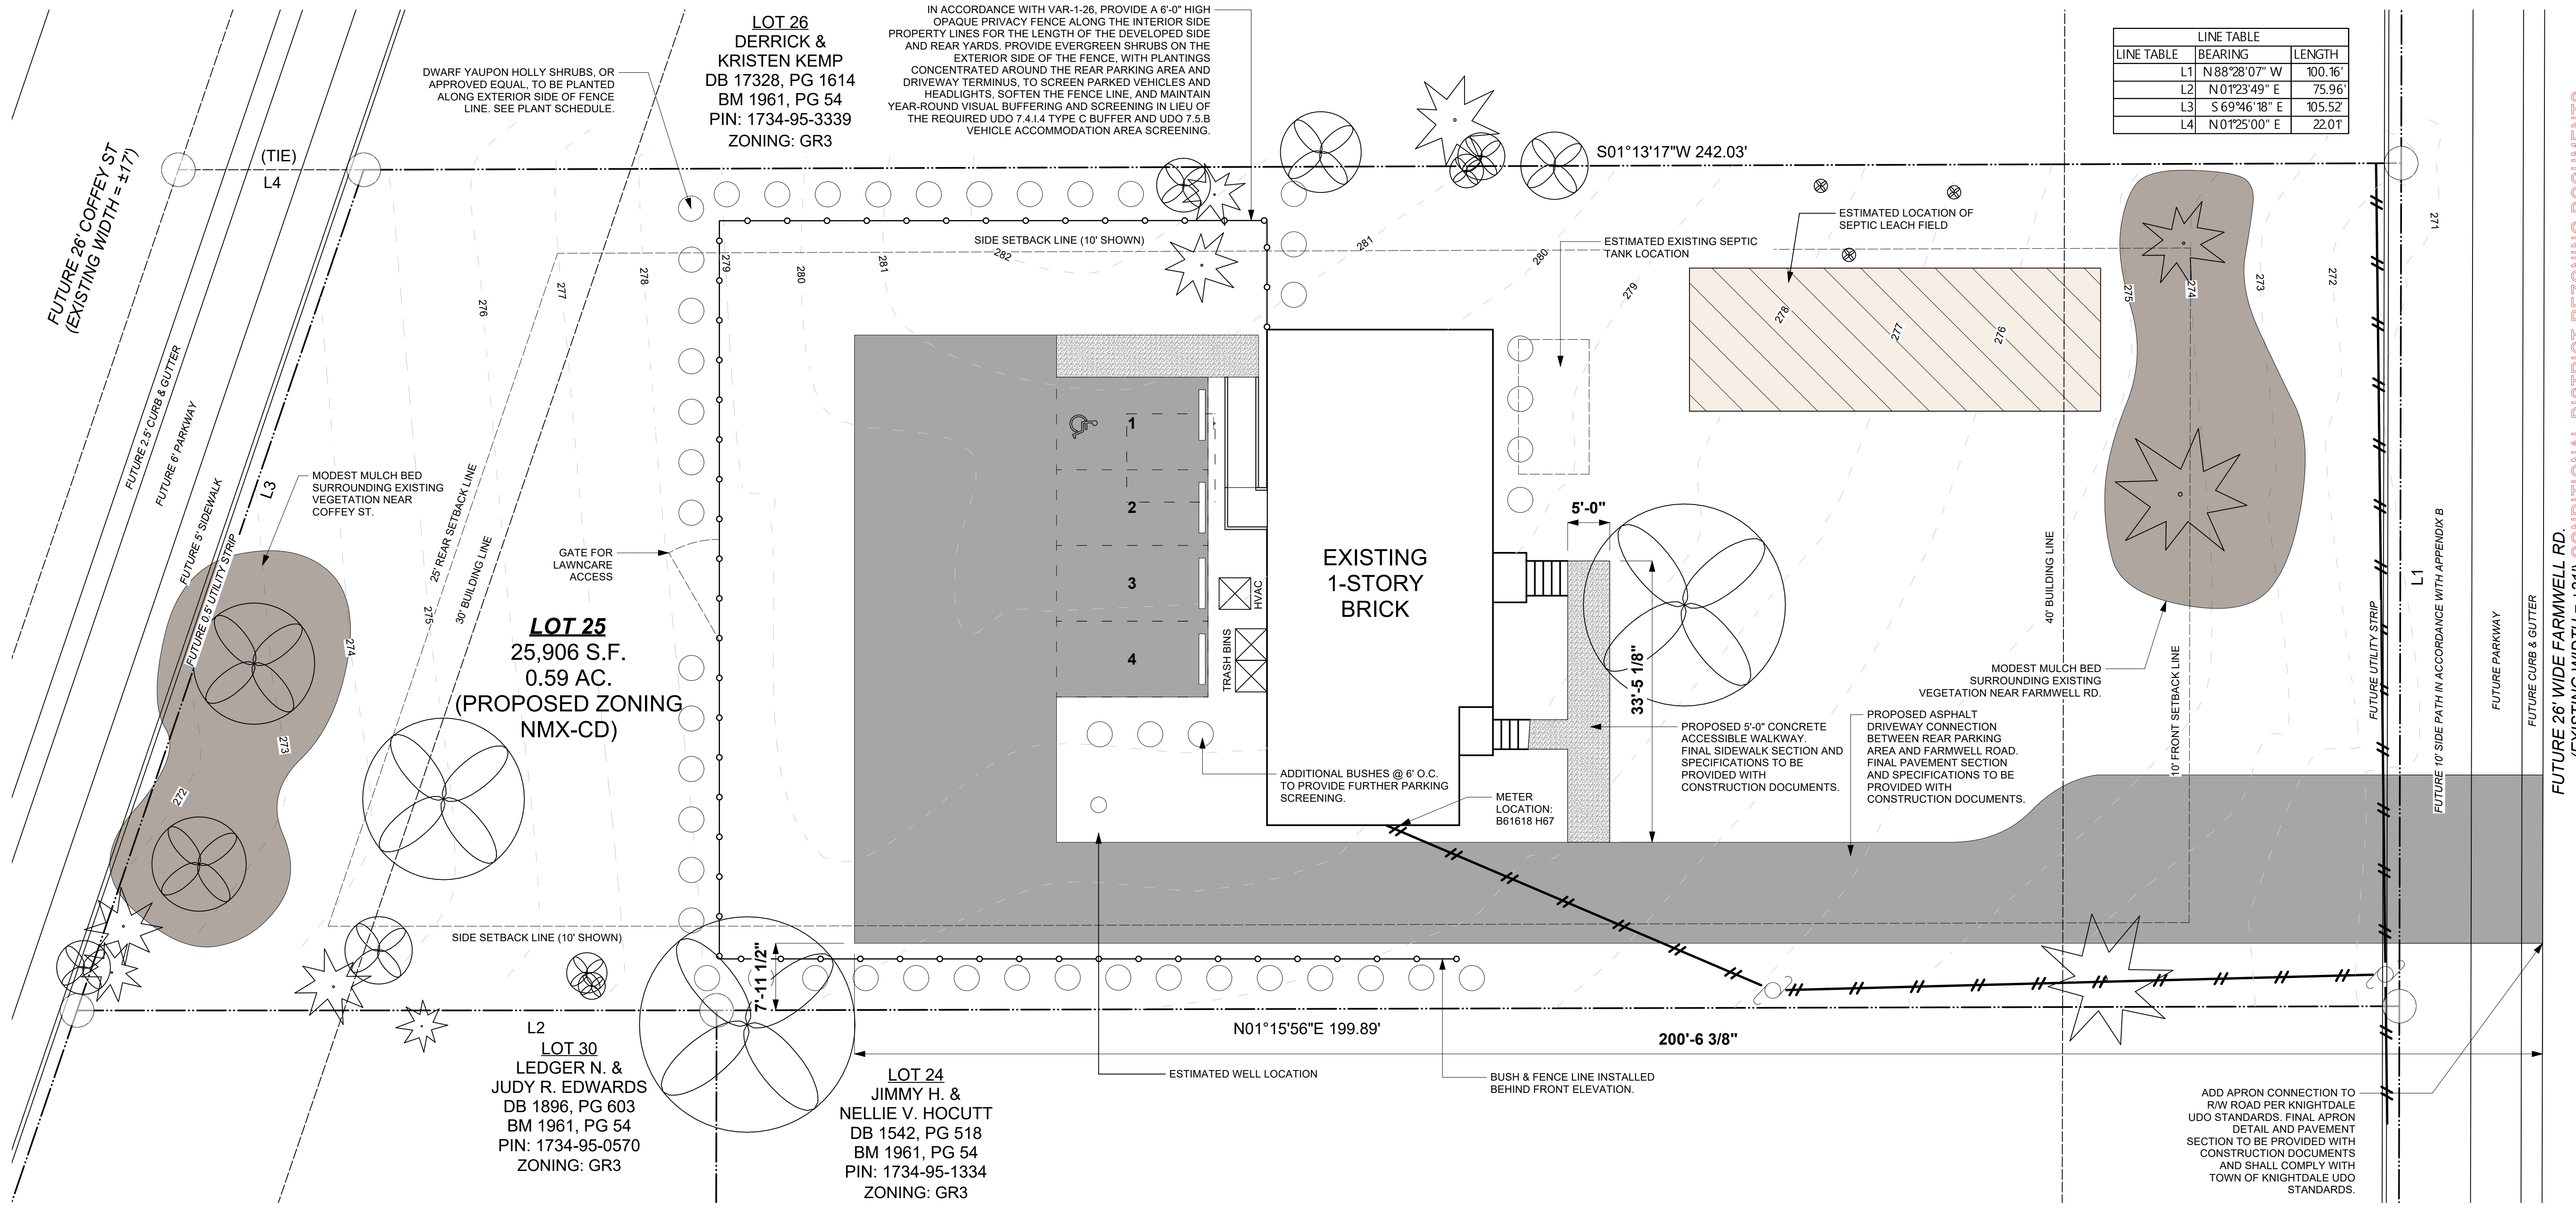 LOT 26
DERRICK &
KRISTEN KEMP
DB 17328, PG 1614
BM 1961, PG 54
PIN: 1734-95-3339
ZONING: GR3
IN ACCORDANCE WITH VAR-1-26, PROVIDE A 6'-0" HIGH
OPAQUE PRIVACY FENCE ALONG THE INTERIOR SIDE
PROPERTY LINES FOR THE LENGTH OF THE DEVELOPED SIDE
AND REAR YARDS. PROVIDE EVERGREEN SHRUBS ON THE
EXTERIOR SIDE OF THE FENCE, WITH PLANTINGS
CONCENTRATED AROUND THE REAR PARKING AREA AND
DRIVEWAY TERMINUS, TO SCREEN PARKED VEHICLES AND
HEADLIGHTS, SOFTEN THE FENCE LINE, AND MAINTAIN
YEAR-ROUND VISUAL BUFFERING AND SCREENING IN LIEU OF
THE REQUIRED UDO 7.4.I.4 TYPE C BUFFER AND UDO 7.5.B
VEHICLE ACCOMMODATION AREA SCREENING.
LINE TABLE
LINE TABLE BEARING LENGTH
L1 N 88°28'07" W 100.16'
L2 N 01°23'49" E 75.96'
L3 S 69°46'18" E 105.52'
L4 N 01°25'00" E 22.01'
DWARF YAUPON HOLLY SHRUBS, OR
APPROVED EQUAL, TO BE PLANTED
ALONG EXTERIOR SIDE OF FENCE
LINE. SEE PLANT SCHEDULE.
(TIE)
L4
S01°13'17"W 242.03'
FUTURE 26' COFFEY ST
(EXISTING WIDTH = ±17')
SIDE SETBACK LINE (10' SHOWN)
ESTIMATED EXISTING SEPTIC
TANK LOCATION
ESTIMATED LOCATION OF
SEPTIC LEACH FIELD
276
277
278
279
280
281
282
281
280
279
278
277
276
275
274
273
272
271
FUTURE 2.5' CURB & GUTTER
FUTURE 6' PARKWAY
FUTURE 5' SIDEWALK
FUTURE 0.5' UTILITY STRIP
L3
MODEST MULCH BED
SURROUNDING EXISTING
VEGETATION NEAR
COFFEY ST.
25' REAR SETBACK LINE
30' BUILDING LINE
275
274
273
272
GATE FOR
LAWNCARE
ACCESS
LOT 25
25,906 S.F.
0.59 AC.
(PROPOSED ZONING
NMX-CD)
1
2
3
4
HVAC
TRASH BINS
EXISTING
1-STORY
BRICK
5'-0"
33'-5 1/8"
ADDITIONAL BUSHES @ 6' O.C.
TO PROVIDE FURTHER PARKING
SCREENING.
METER
LOCATION:
B61618 H67
PROPOSED 5'-0" CONCRETE
ACCESSIBLE WALKWAY.
FINAL SIDEWALK SECTION AND
SPECIFICATIONS TO BE
PROVIDED WITH
CONSTRUCTION DOCUMENTS.
PROPOSED ASPHALT
DRIVEWAY CONNECTION
BETWEEN REAR PARKING
AREA AND FARMWELL ROAD.
FINAL PAVEMENT SECTION
AND SPECIFICATIONS TO BE
PROVIDED WITH
CONSTRUCTION DOCUMENTS.
MODEST MULCH BED
SURROUNDING EXISTING
VEGETATION NEAR FARMWELL RD.
40' BUILDING LINE
10' FRONT SETBACK LINE
FUTURE UTILITY STRIP
L1
FUTURE 10' SIDE PATH IN ACCORDANCE WITH APPENDIX B
FUTURE PARKWAY
FUTURE CURB & GUTTER
FUTURE 26' WIDE FARMWELL RD.
SIDE SETBACK LINE (10' SHOWN)
7'-11 1/2"
L2
N01°15'56"E 199.89'
200'-6 3/8"
LOT 30
LEDGER N. &
JUDY R. EDWARDS
DB 1896, PG 603
BM 1961, PG 54
PIN: 1734-95-0570
ZONING: GR3
LOT 24
JIMMY H. &
NELLIE V. HOCUTT
DB 1542, PG 518
BM 1961, PG 54
PIN: 1734-95-1334
ZONING: GR3
ESTIMATED WELL LOCATION
BUSH & FENCE LINE INSTALLED
BEHIND FRONT ELEVATION.
ADD APRON CONNECTION TO
R/W ROAD PER KNIGHTDALE
UDO STANDARDS. FINAL APRON
DETAIL AND PAVEMENT
SECTION TO BE PROVIDED WITH
CONSTRUCTION DOCUMENTS
AND SHALL COMPLY WITH
TOWN OF KNIGHTDALE UDO
STANDARDS.